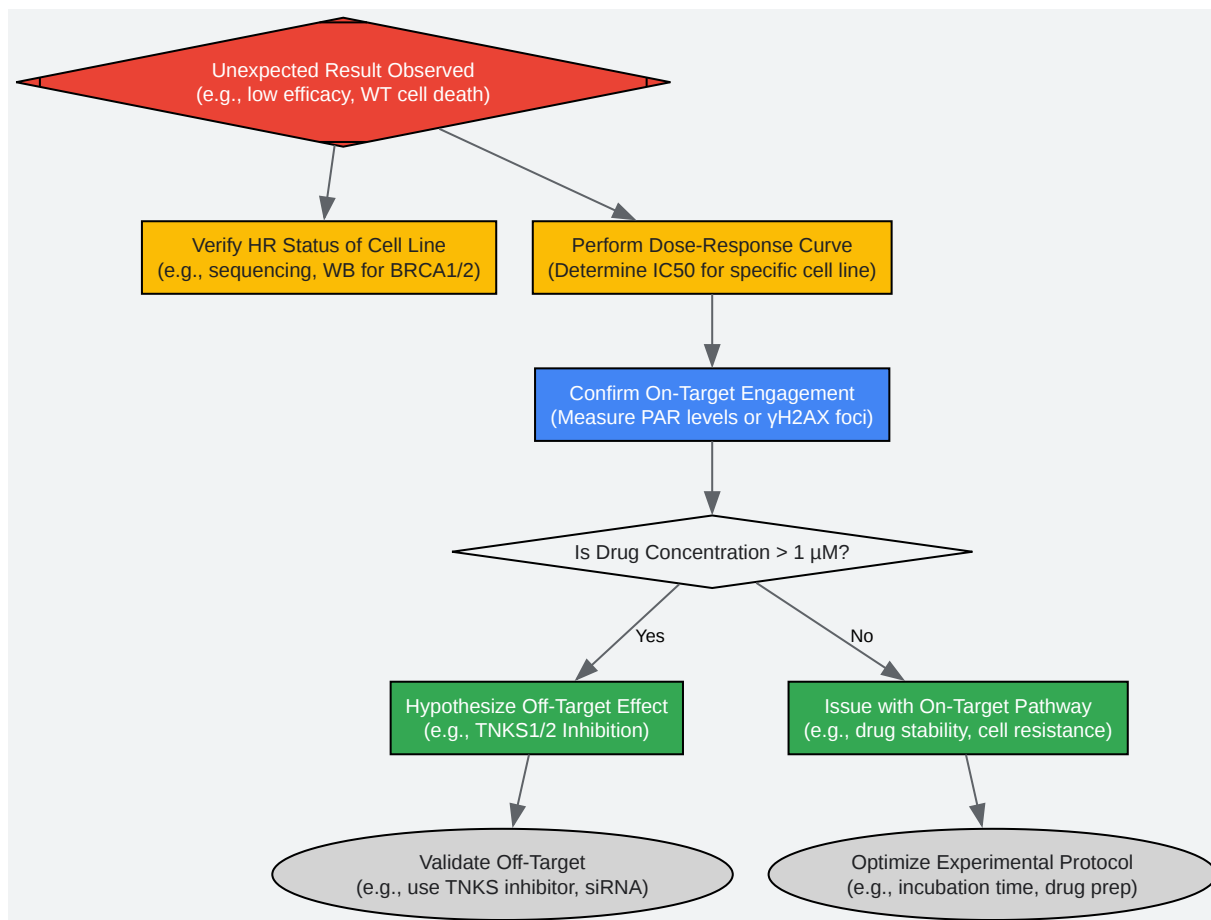 Unexpected Result Observed
(e.g., low efficacy, WT cell death)
Verify HR Status of Cell Line
(e.g., sequencing, WB for BRCA1/2)
Perform Dose-Response Curve
(Determine IC50 for specific cell line)
Confirm On-Target Engagement
(Measure PAR levels or γH2AX foci)
Is Drug Concentration > 1 µM?
Yes
No
Hypothesize Off-Target Effect
(e.g., TNKS1/2 Inhibition)
Issue with On-Target Pathway
(e.g., drug stability, cell resistance)
Validate Off-Target
(e.g., use TNKS inhibitor, siRNA)
Optimize Experimental Protocol
(e.g., incubation time, drug prep)